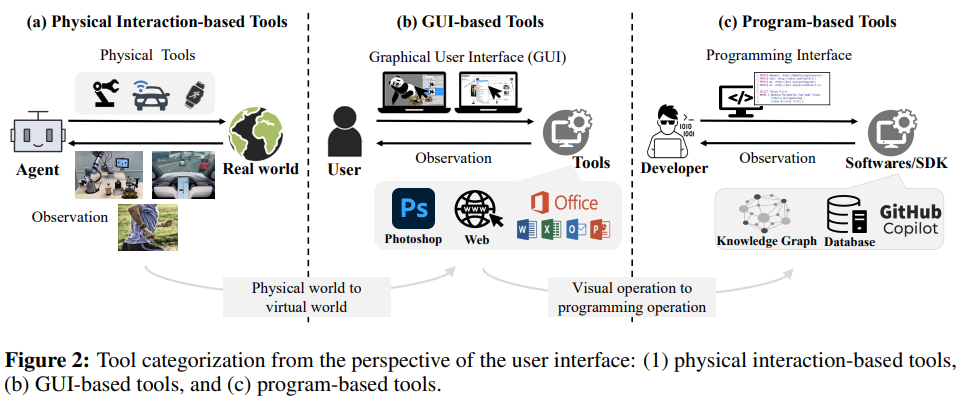 (a) Physical Interaction-based Tools
Physical Tools
Agent
Real world
Observation
(b) GUI-based Tools
Graphical User Interface (GUI)
User
Observation
Tools
Ps
Photoshop
WWW
Web
Office
W X O P
(c) Program-based Tools
Programming Interface
</>
1010
1001
Developer
Observation
Softwares/SDK
Knowledge Graph
Database
GitHub
Copilot
Physical world to
virtual world
Visual operation to
programming operation
Figure 2: Tool categorization from the perspective of the user interface: (1) physical interaction-based tools,
(b) GUI-based tools, and (c) program-based tools.